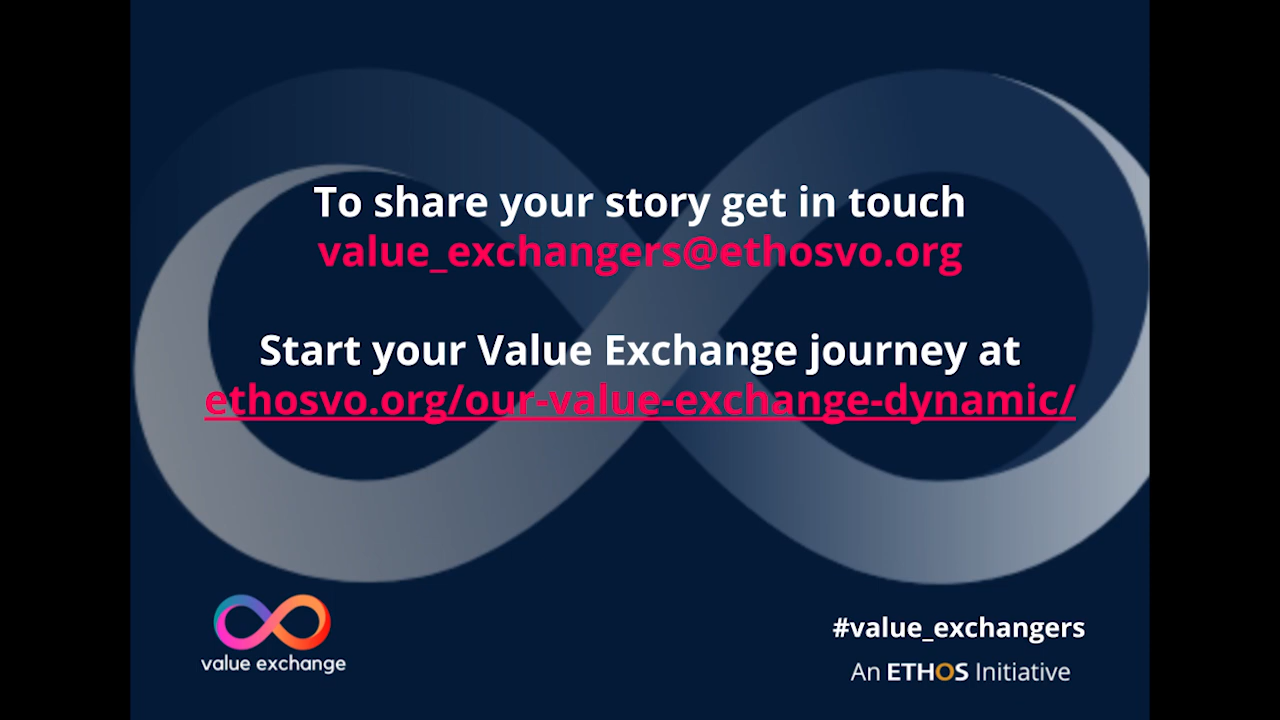 To share your story get in touch
value_exchangers@ethosvo.org
Start your Value Exchange journey at
ethosvo.org/our-value-exchange-dynamic/
value exchange
#value_exchangers
An ETHOS Initiative